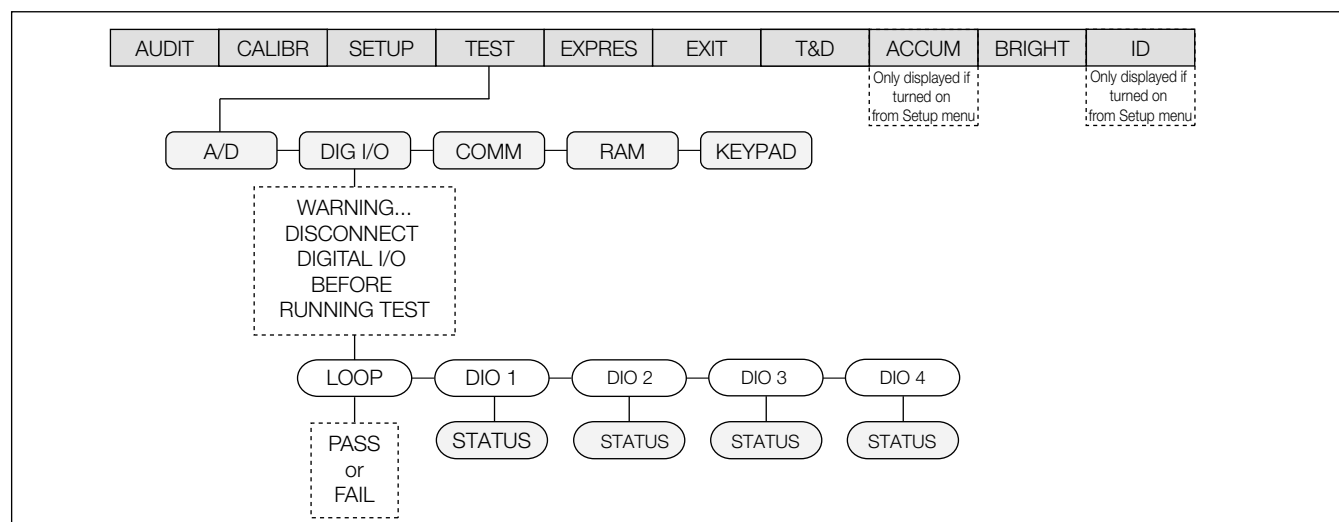 AUDIT CALIBR SETUP TEST EXPRES EXIT T&D ACCUM BRIGHT ID
Only displayed if
turned on
from Setup menu
Only displayed if
turned on
from Setup menu
A/D DIG I/O COMM RAM KEYPAD
WARNING...
DISCONNECT
DIGITAL I/O
BEFORE
RUNNING TEST
LOOP DIO 1 DIO 2 DIO 3 DIO 4
PASS
or
FAIL
STATUS STATUS STATUS STATUS